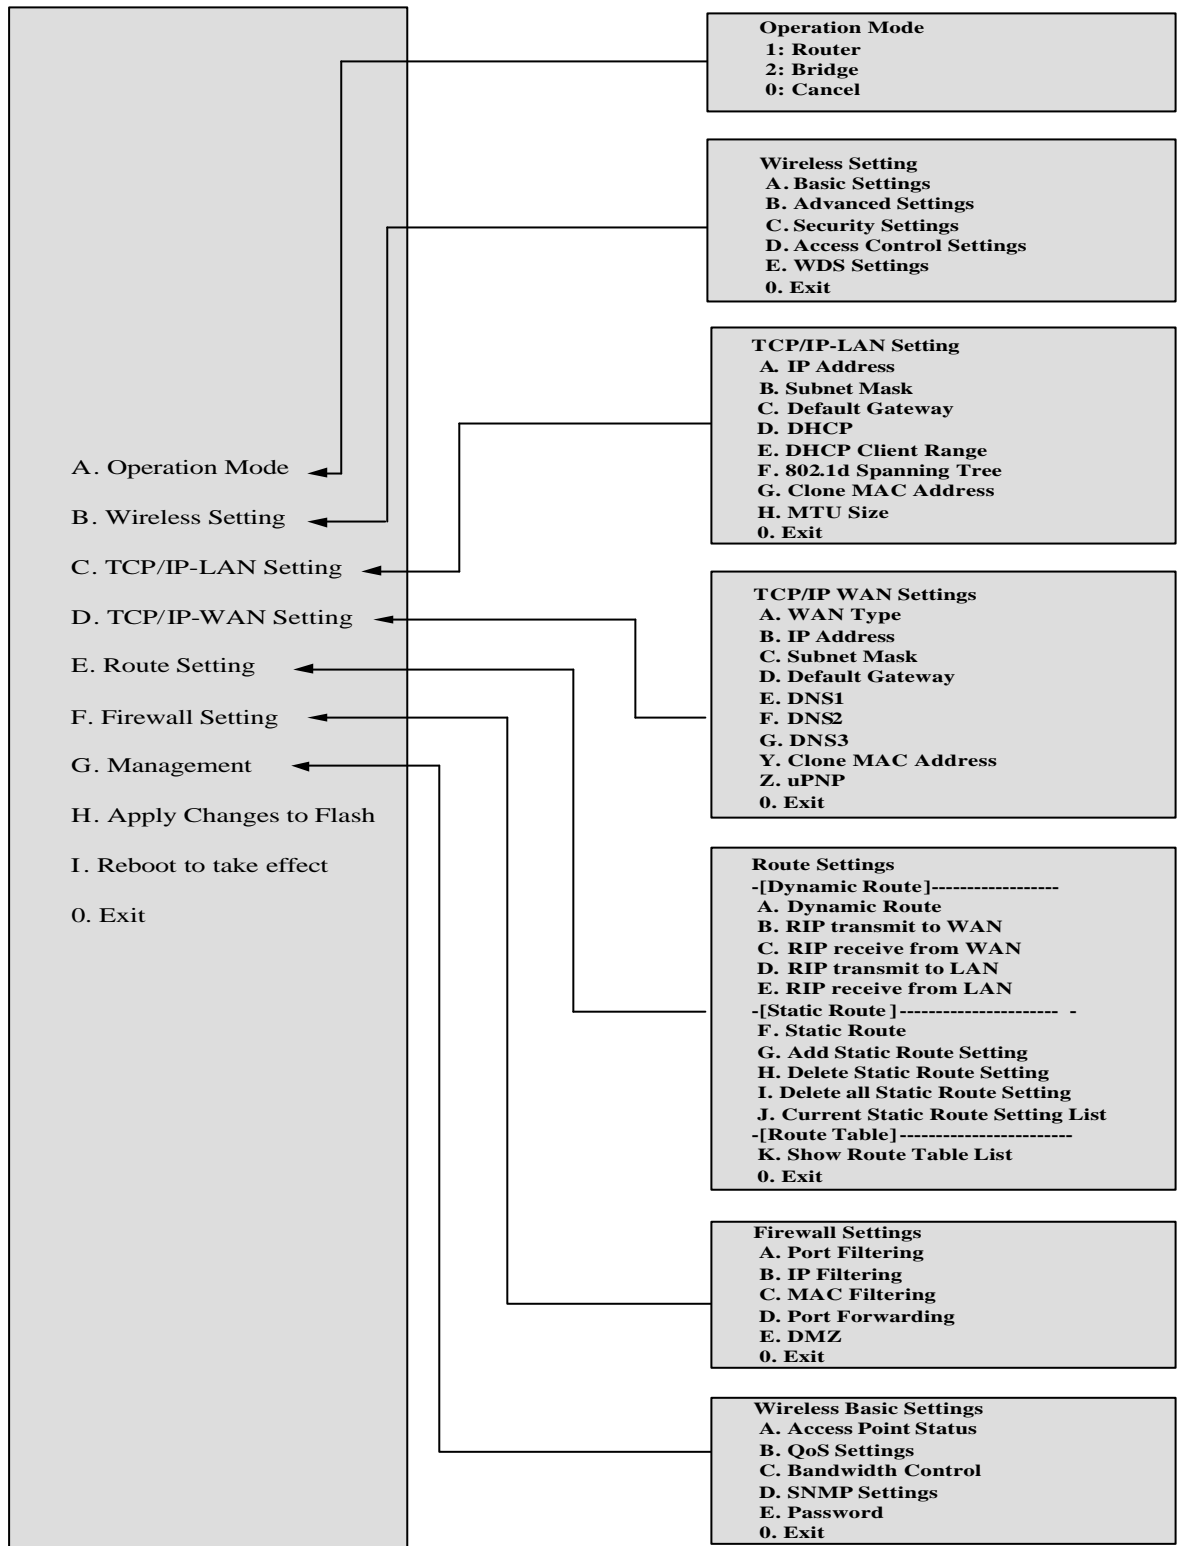 A. Operation Mode
B. Wireless Setting
C. TCP/IP-LAN Setting
D. TCP/IP-WAN Setting
E. Route Setting
F. Firewall Setting
G. Management
H. Apply Changes to Flash
I. Reboot to take effect
0. Exit
Operation Mode
1: Router
2: Bridge
0: Cancel
Wireless Setting
A. Basic Settings
B. Advanced Settings
C. Security Settings
D. Access Control Settings
E. WDS Settings
0. Exit
TCP/IP-LAN Setting
A. IP Address
B. Subnet Mask
C. Default Gateway
D. DHCP
E. DHCP Client Range
F. 802.1d Spanning Tree
G. Clone MAC Address
H. MTU Size
0. Exit
TCP/IP WAN Settings
A. WAN Type
B. IP Address
C. Subnet Mask
D. Default Gateway
E. DNS1
F. DNS2
G. DNS3
Y. Clone MAC Address
Z. uPNP
0. Exit
Route Settings
-[Dynamic Route]------------------
A. Dynamic Route
B. RIP transmit to WAN
C. RIP receive from WAN
D. RIP transmit to LAN
E. RIP receive from LAN
-[Static Route]---------------------- -
F. Static Route
G. Add Static Route Setting
H. Delete Static Route Setting
I. Delete all Static Route Setting
J. Current Static Route Setting List
-[Route Table]------------------------
K. Show Route Table List
0. Exit
Firewall Settings
A. Port Filtering
B. IP Filtering
C. MAC Filtering
D. Port Forwarding
E. DMZ
0. Exit
Wireless Basic Settings
A. Access Point Status
B. QoS Settings
C. Bandwidth Control
D. SNMP Settings
E. Password
0. Exit